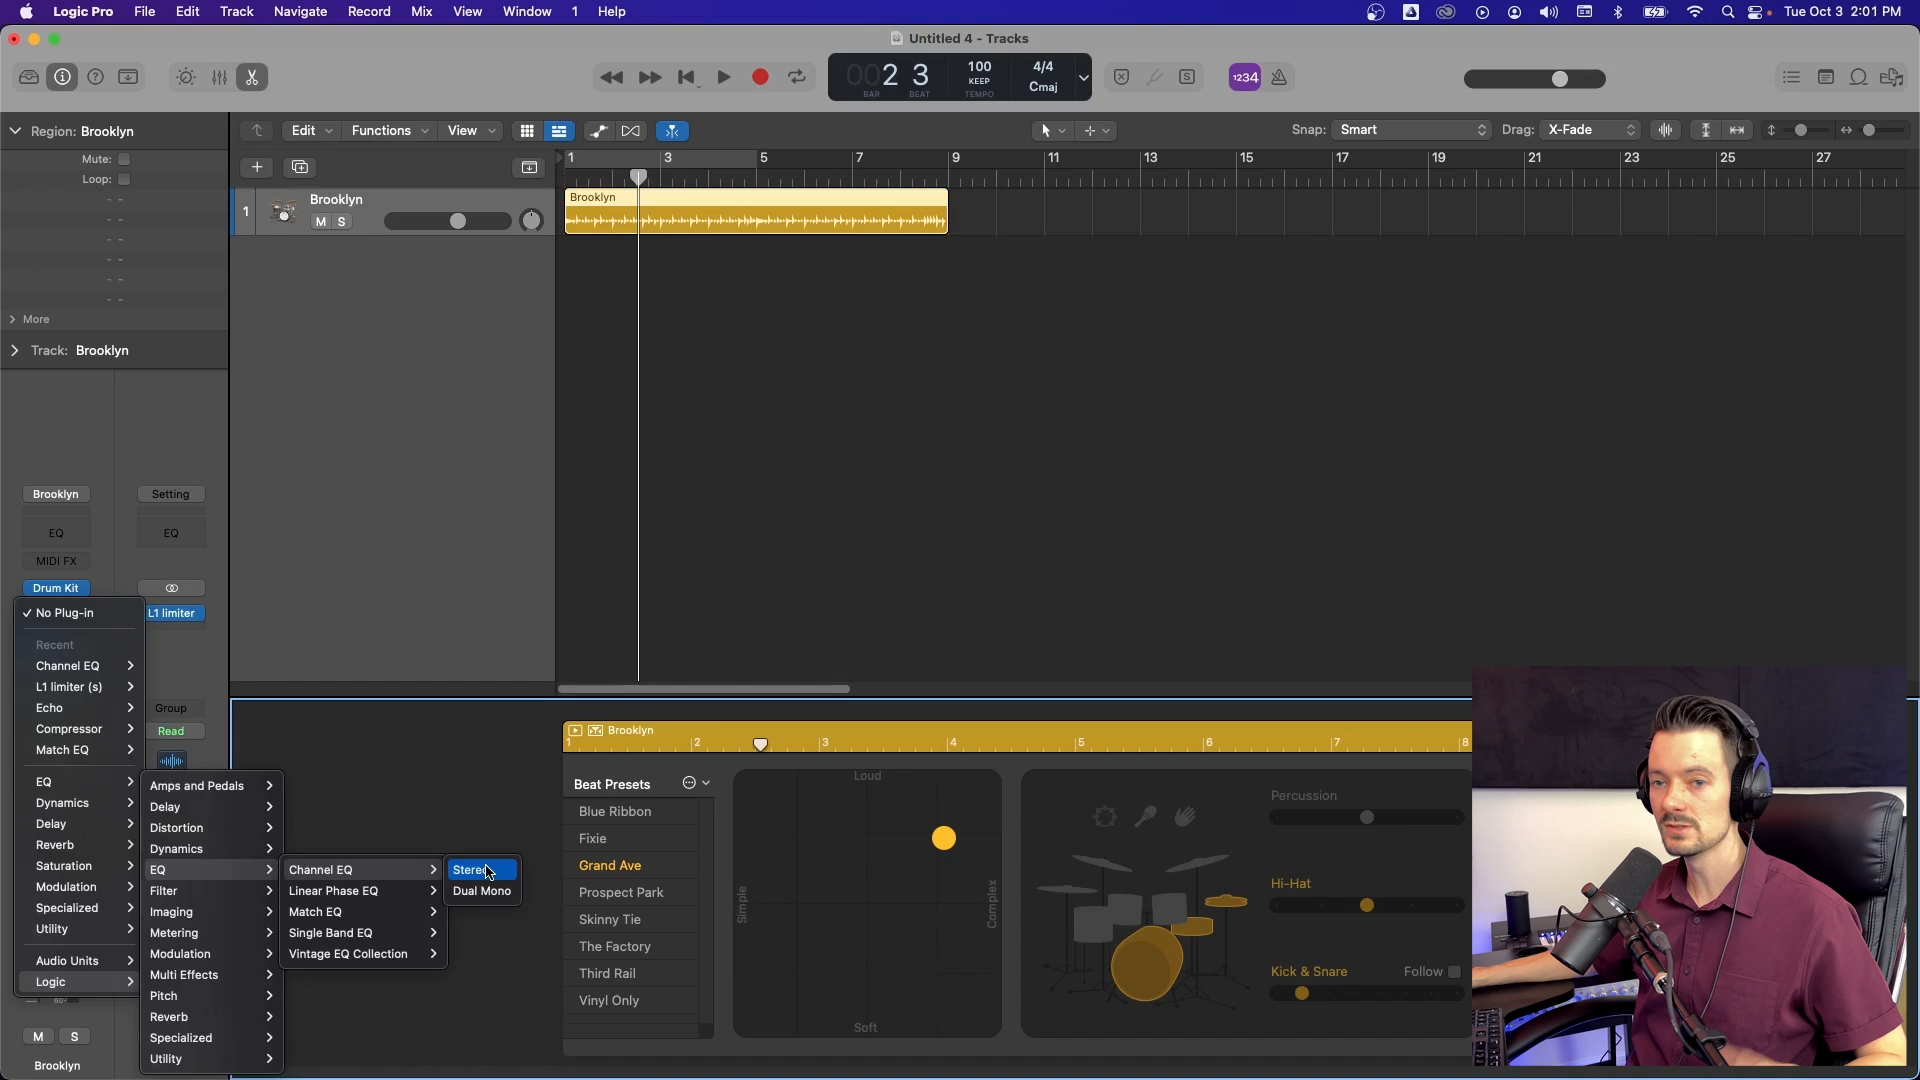 Logic Pro File Edit Track Navigate Record Mix View Window 1 Help
Tue Oct 3 2:01 PM
Untitled 4 - Tracks
002 3
BAR BEAT
100
KEEP
TEMPO
4/4
Cmaj
1234
Region: Brooklyn
Mute:
Loop:
More
Track: Brooklyn
Edit Functions View
Snap: Smart
Drag: X-Fade
1 3 5 7 9 11 13 15 17 19 21 23 25 27
1
Brooklyn
M S
Brooklyn
Brooklyn
Setting
EQ
EQ
MIDI FX
Drum Kit
L1 limiter
Group
Read
No Plug-in
Recent
Channel EQ
L1 limiter (s)
Echo
Compressor
Match EQ
EQ
Dynamics
Delay
Reverb
Saturation
Modulation
Specialized
Utility
Audio Units
Logic
60-
M S
Brooklyn
Amps and Pedals
Delay
Distortion
Dynamics
EQ
Filter
Imaging
Metering
Modulation
Multi Effects
Pitch
Reverb
Specialized
Utility
Channel EQ
Linear Phase EQ
Match EQ
Single Band EQ
Vintage EQ Collection
Stereo
Dual Mono
Brooklyn
1 2 3 4 5 6 7 8
Beat Presets
Blue Ribbon
Fixie
Grand Ave
Prospect Park
Skinny Tie
The Factory
Third Rail
Vinyl Only
Loud
Simple
Complex
Soft
Percussion
Hi-Hat
Kick & Snare
Follow